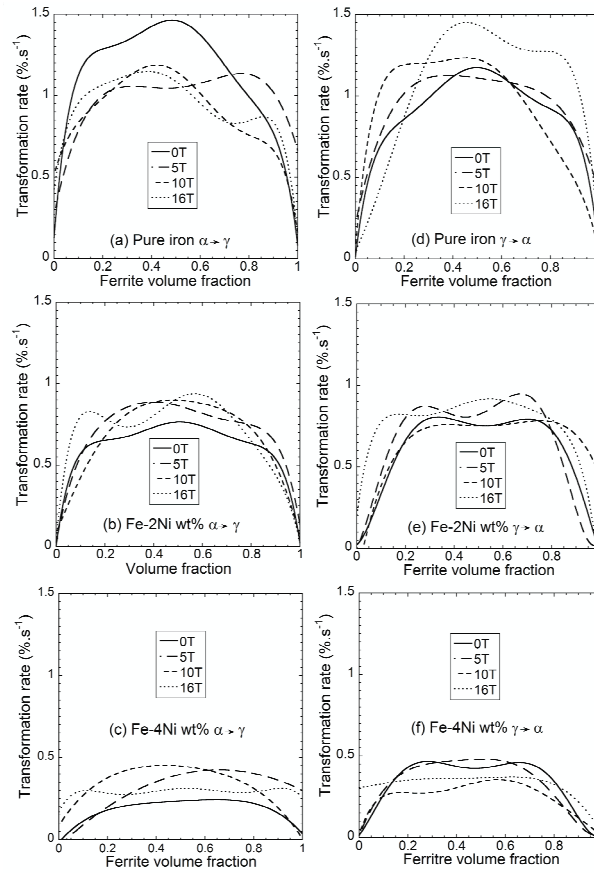 Transformation rate (%.s⁻¹)
1.5
1
0.5
0
0T
5T
10T
16T
(a) Pure iron α→γ
0 0.2 0.4 0.6 0.8 1
Ferrite volume fraction
Transformation rate (%.s⁻¹)
1.5
1
0.5
0
0T
5T
10T
16T
(d) Pure iron γ→α
0 0.2 0.4 0.6 0.8
Ferrite volume fraction
Transformation rate (%.s⁻¹)
1.5
1
0.5
0
0T
5T
10T
16T
(b) Fe-2Ni wt% α→γ
0 0.2 0.4 0.6 0.8 1
Volume fraction
Transformation rate (%.s⁻¹)
1.5
1
0.5
0
0T
5T
10T
16T
(e) Fe-2Ni wt% γ→α
0 0.2 0.4 0.6 0.8
Ferrite volume fraction
Transformation rate (%.s⁻¹)
1.5
1
0.5
0
0T
5T
10T
16T
(c) Fe-4Ni wt% α→γ
0 0.2 0.4 0.6 0.8 1
Ferrite volume fraction
Transformation rate (%.s⁻¹)
1.5
1
0.5
0
0T
5T
10T
16T
(f) Fe-4Ni wt% γ→α
0 0.2 0.4 0.6 0.8
Ferritre volume fraction